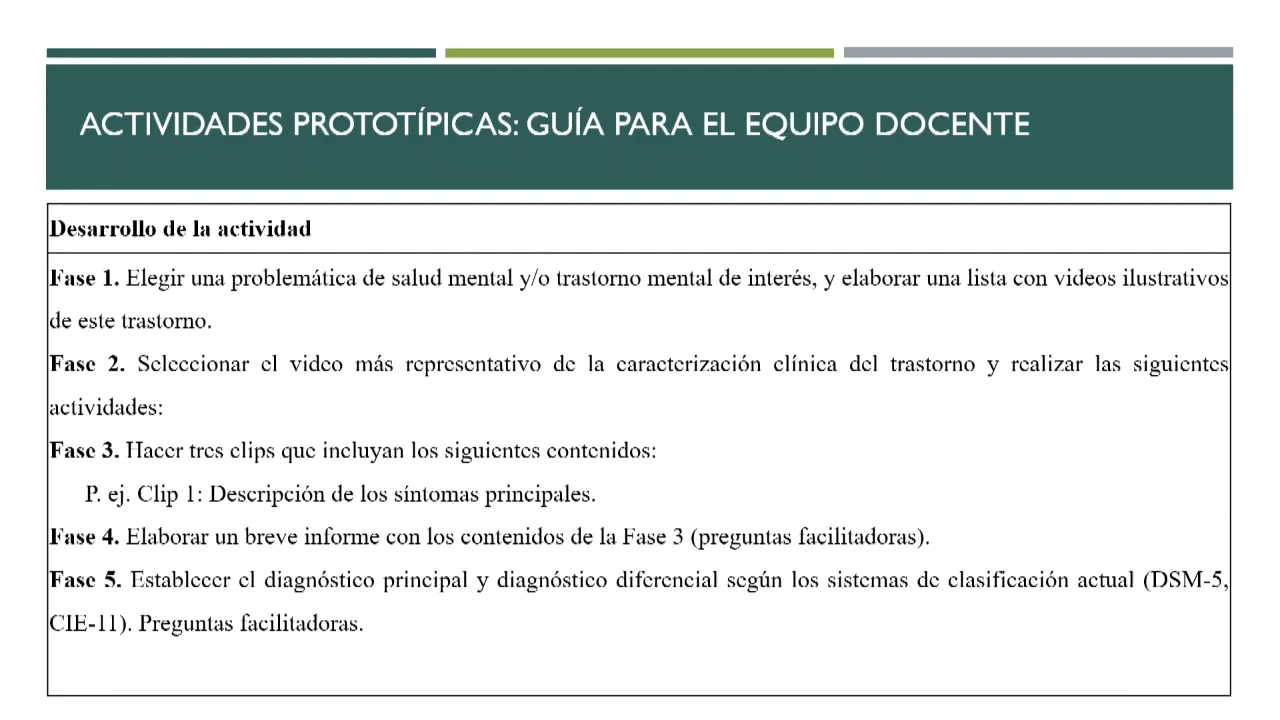 ACTIVIDADES PROTOTÍPICAS: GUÍA PARA EL EQUIPO DOCENTE
Desarrollo de la actividad
Fase 1. Elegir una problemática de salud mental y/o trastorno mental de interés, y elaborar una lista con videos ilustrativos
de este trastorno.
Fase 2. Seleccionar el video más representativo de la caracterización clínica del trastorno y realizar las siguientes
actividades:
Fase 3. Hacer tres clips que incluyan los siguientes contenidos:
P. ej. Clip 1: Descripción de los síntomas principales.
Fase 4. Elaborar un breve informe con los contenidos de la Fase 3 (preguntas facilitadoras).
Fase 5. Establecer el diagnóstico principal y diagnóstico diferencial según los sistemas de clasificación actual (DSM-5,
CIE-11). Preguntas facilitadoras.